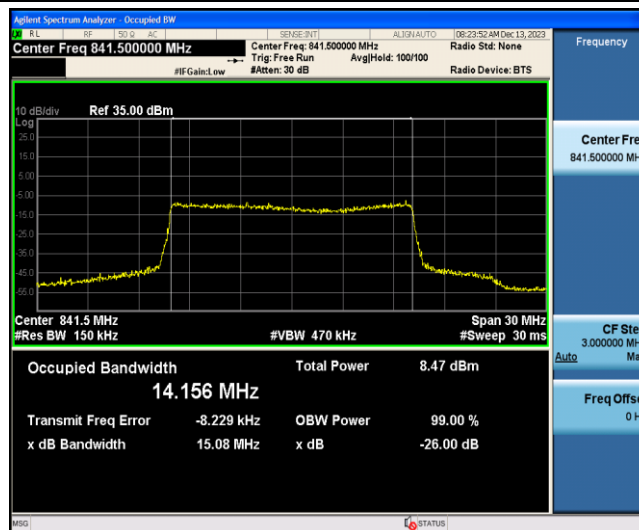 Agilent Spectrum Analyzer - Occupied BW
RL RF 50 Ω AC SENSE:INT ALIGN AUTO 08:23:52 AM Dec 13, 2023
Center Freq 841.500000 MHz
Center Freq: 841.500000 MHz Radio Std: None
Trig: Free Run Avg|Hold: 100/100
#IFGain:Low #Atten: 30 dB Radio Device: BTS
Frequency
10 dB/div Ref 35.00 dBm
Log
25.0
15.0
5.00
-5.00
-15.0
-25.0
-35.0
-45.0
-55.0
Center Fre
841.500000 MH
Center 841.5 MHz Span 30 MHz
#Res BW 150 kHz #VBW 470 kHz #Sweep 30 ms
CF Ste
3.000000 MH
Auto Ma
Occupied Bandwidth Total Power 8.47 dBm
14.156 MHz
Transmit Freq Error -8.229 kHz OBW Power 99.00 %
x dB Bandwidth 15.08 MHz x dB -26.00 dB
Freq Offs
0 H
MSG STATUS